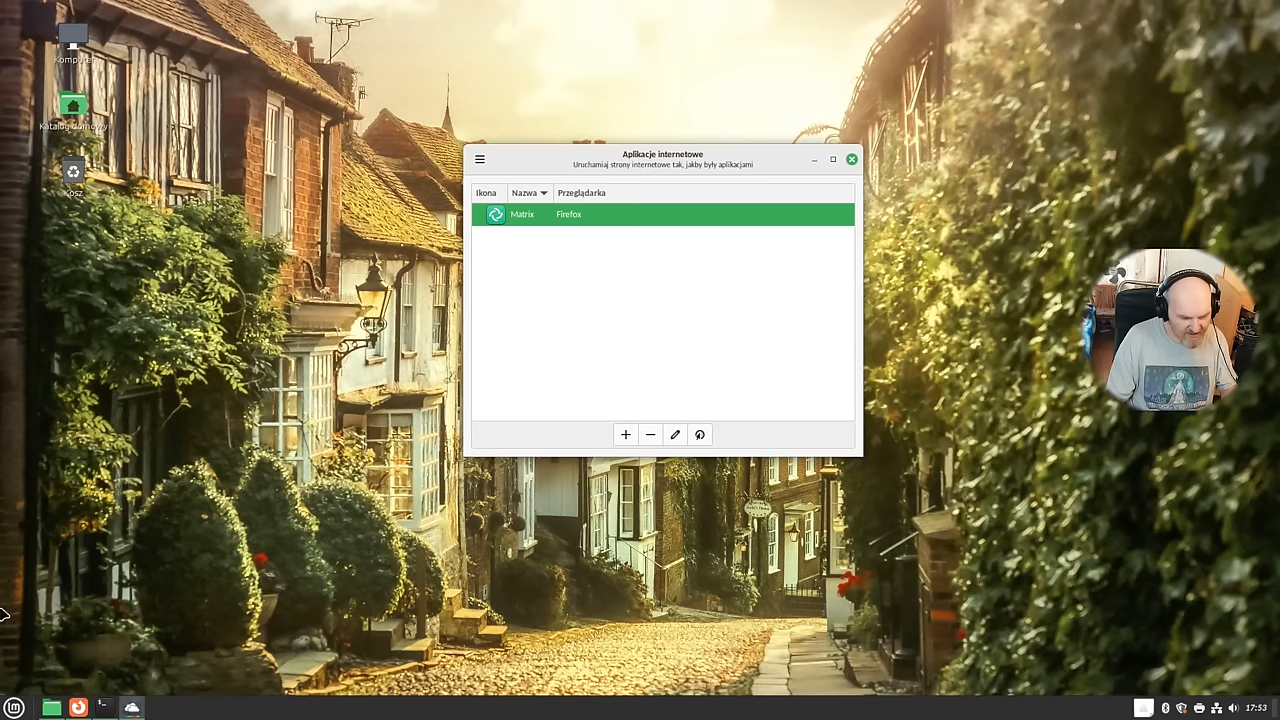 Komputer
Katalog domowy
Kosz
Aplikacje internetowe
Uruchamiaj strony internetowe tak, jakby były aplikacjami
Ikona Nazwa Przeglądarka
Matrix Firefox
17:53